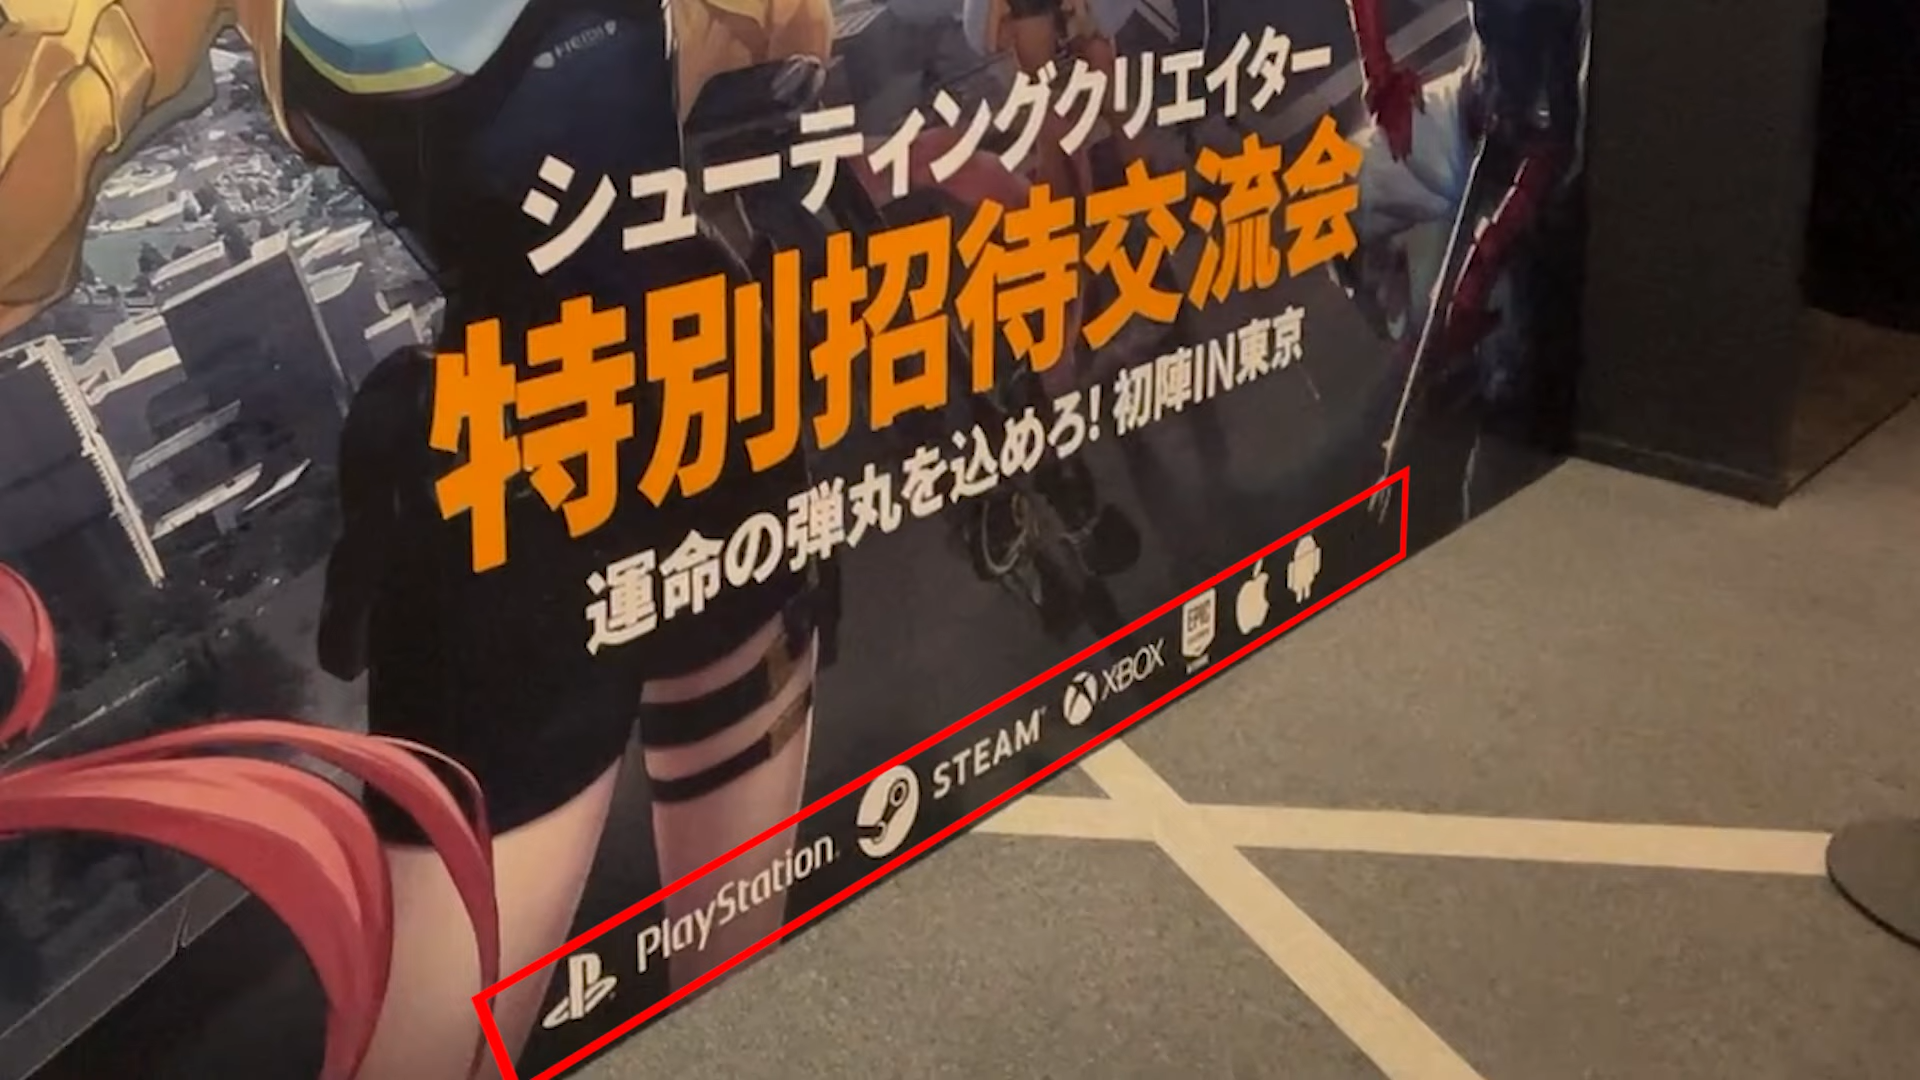 シューティングクリエイター
特別招待交流会
運命の弾丸を込めろ! 初陣IN東京
PlayStation STEAM XBOX EPIC